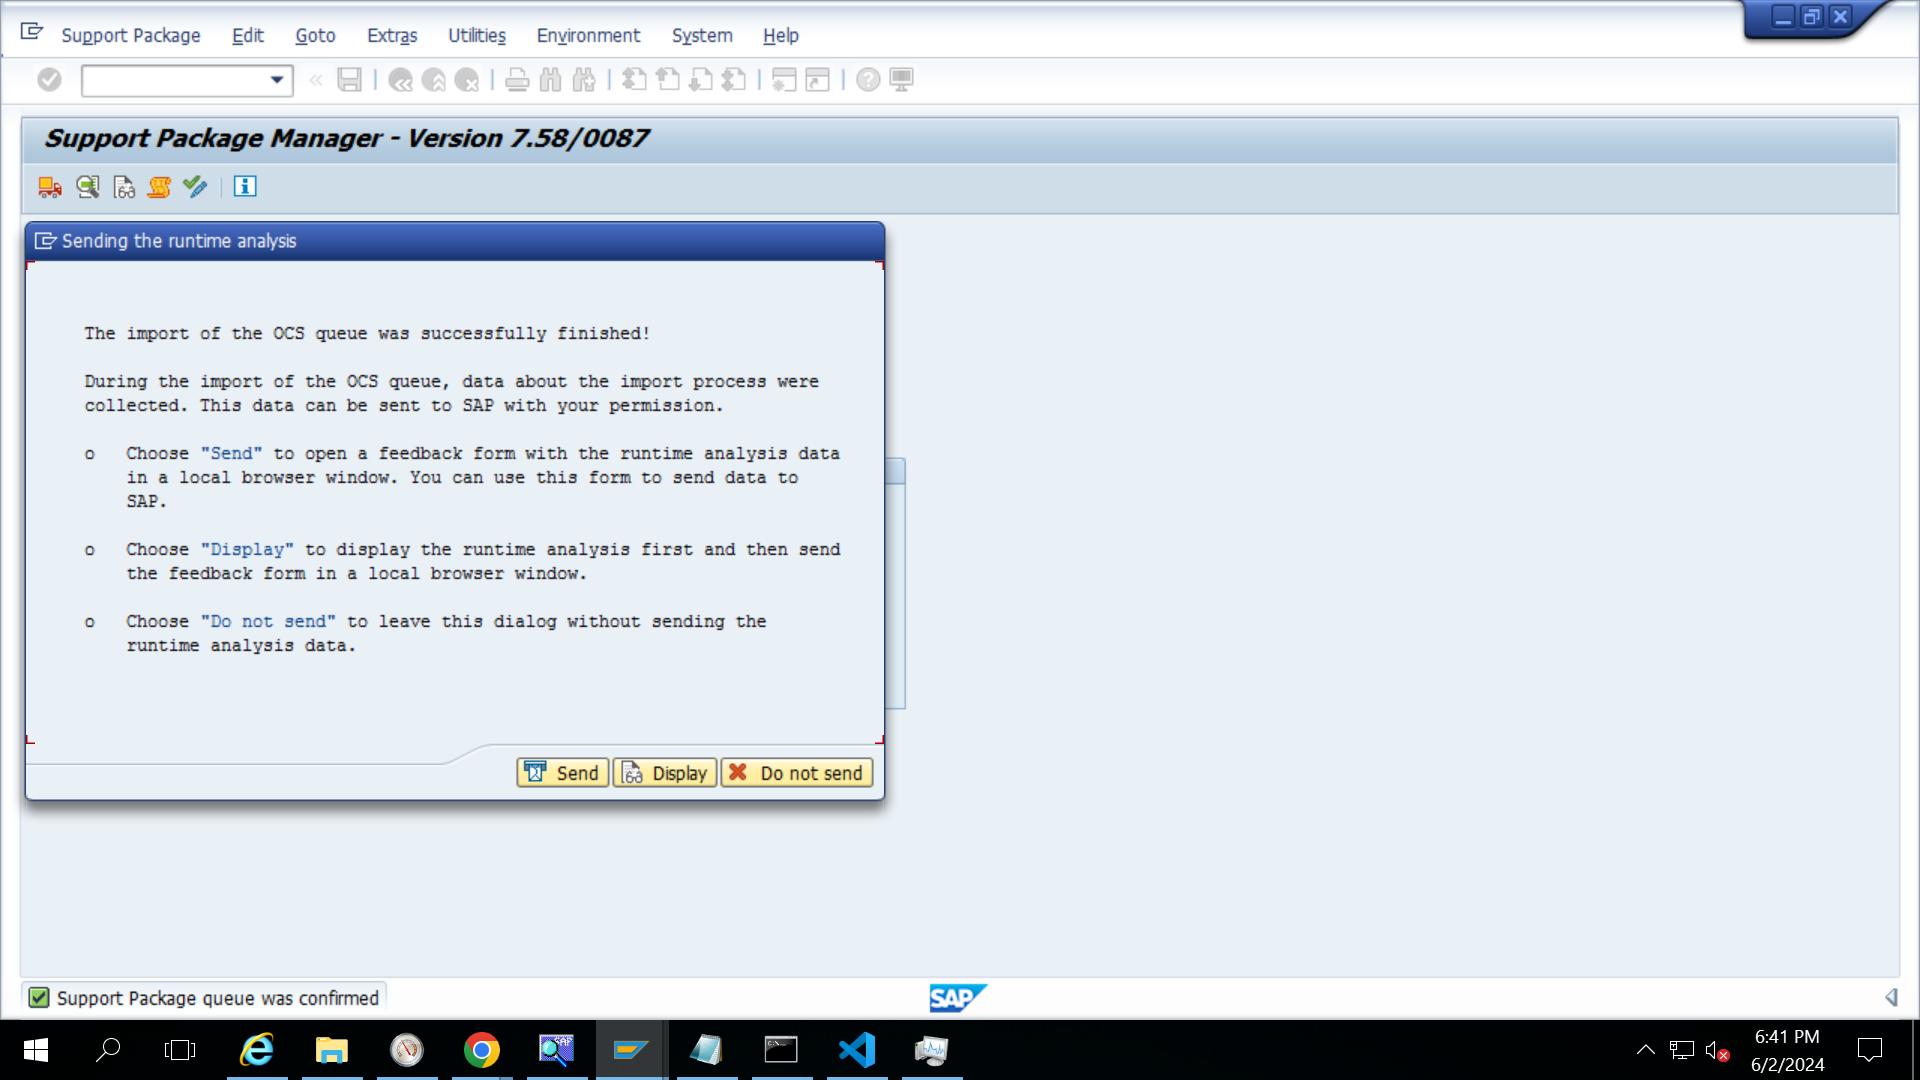 Support Package Edit Goto Extras Utilities Environment System Help
Support Package Manager - Version 7.58/0087
Sending the runtime analysis
The import of the OCS queue was successfully finished!
During the import of the OCS queue, data about the import process were
collected. This data can be sent to SAP with your permission.
o Choose "Send" to open a feedback form with the runtime analysis data
in a local browser window. You can use this form to send data to
SAP.
o Choose "Display" to display the runtime analysis first and then send
the feedback form in a local browser window.
o Choose "Do not send" to leave this dialog without sending the
runtime analysis data.
Send Display Do not send
Support Package queue was confirmed
SAP
6:41 PM
6/2/2024